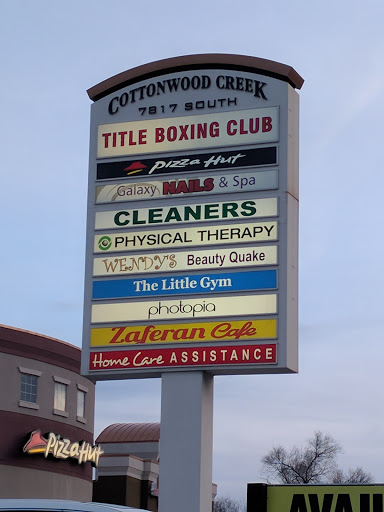 COTTONWOOD CREEK
7817 SOUTH
TITLE BOXING CLUB
Pizza Hut
Galaxy NAILS & Spa
CLEANERS
PHYSICAL THERAPY
WENDY'S Beauty Quake
The Little Gym
photopia
Zaferan Cafe
Home Care ASSISTANCE
Pizza Hut